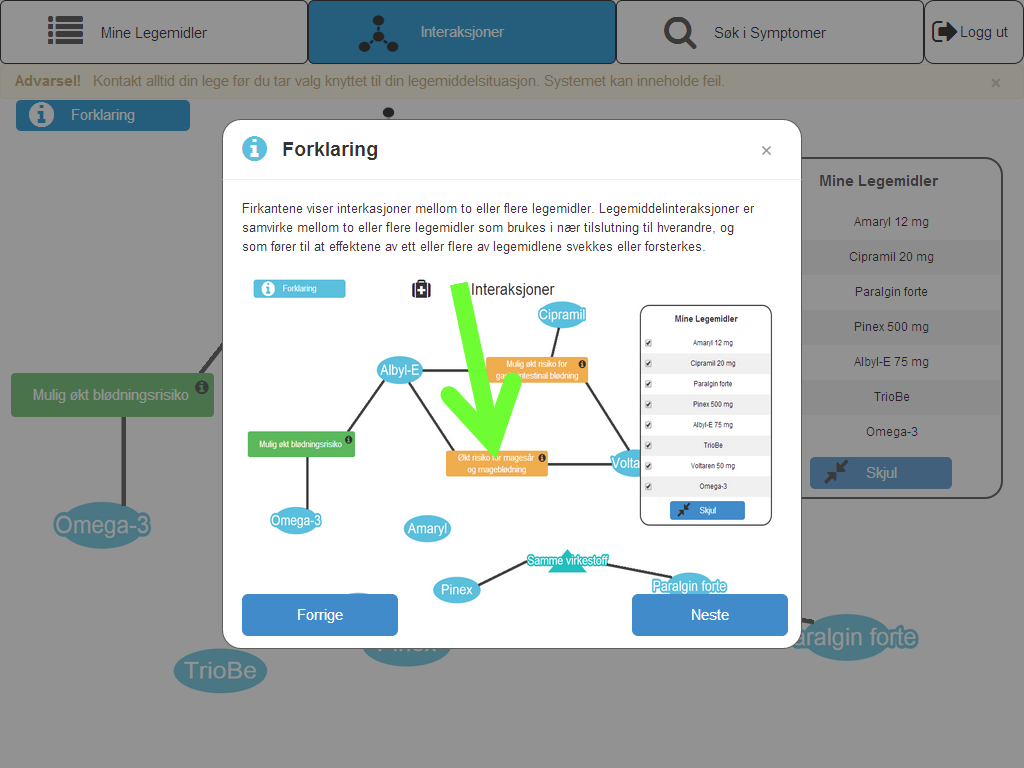 Mine Legemidler
Interaksjoner
Søk i Symptomer
Logg ut
Advarsel! Kontakt alltid din lege før du tar valg knyttet til din legemiddelsituasjon. Systemet kan inneholde feil.
×
Forklaring
Forklaring
×
Firkantene viser interkasjoner mellom to eller flere legemidler. Legemiddelinteraksjoner er
samvirke mellom to eller flere legemidler som brukes i nær tilslutning til hverandre, og
som fører til at effektene av ett eller flere av legemidlene svekkes eller forsterkes.
Forklaring
Interaksjoner
Cipramil
Albyl-E
Mulig økt risiko for
intestinal blødning
Mulig økt blødningsrisiko
Økt risiko for magesår
og mageblødning
Volta
Omega-3
Amaryl
Pinex
Samme virkestoff
Paralgin forte
Mine Legemidler
Amaryl 12 mg
Cipramil 20 mg
Paralgin forte
Pinex 500 mg
Albyl-E 75 mg
TrioBe
Voltaren 50 mg
Omega-3
Skjul
Forrige
Neste
Mine Legemidler
Amaryl 12 mg
Cipramil 20 mg
Paralgin forte
Pinex 500 mg
Albyl-E 75 mg
TrioBe
Omega-3
Skjul
Mulig økt blødningsrisiko
Omega-3
TrioBe
Pinex
aralgin forte